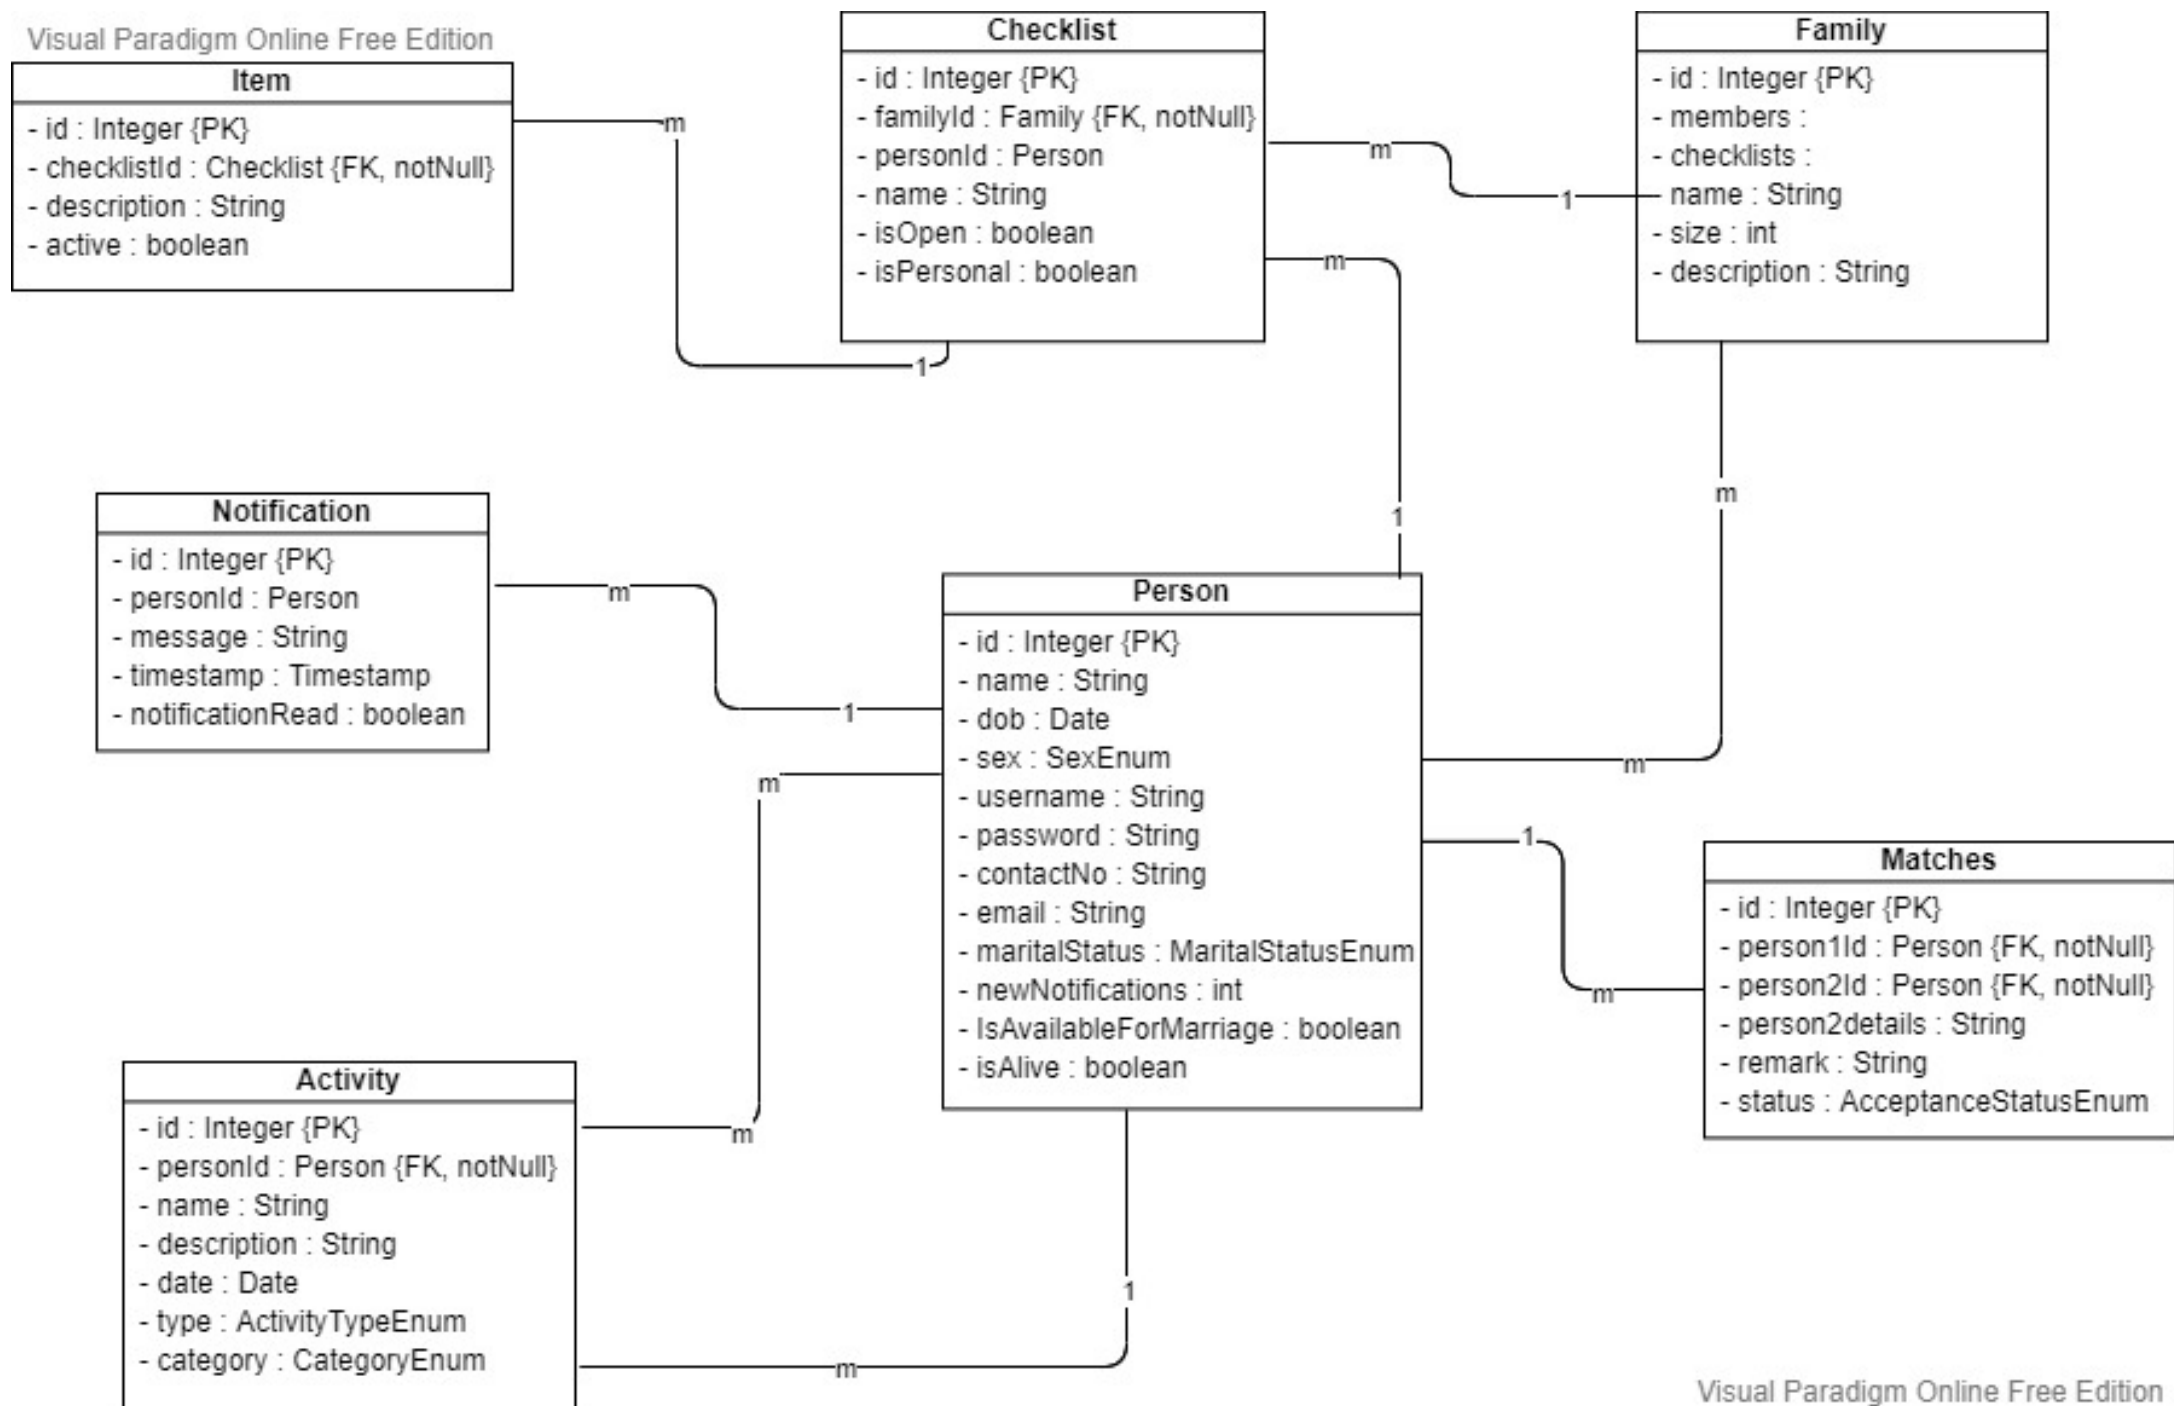 Visual Paradigm Online Free Edition
Item
- id : Integer {PK}
- checklistId : Checklist {FK, notNull}
- description : String
- active : boolean
Checklist
- id : Integer {PK}
- familyId : Family {FK, notNull}
- personId : Person
- name : String
- isOpen : boolean
- isPersonal : boolean
Family
- id : Integer {PK}
- members :
- checklists :
- name : String
- size : int
- description : String
m
1
m
1
m
1
m
m
Notification
- id : Integer {PK}
- personId : Person
- message : String
- timestamp : Timestamp
- notificationRead : boolean
m
1
Person
- id : Integer {PK}
- name : String
- dob : Date
- sex : SexEnum
- username : String
- password : String
- contactNo : String
- email : String
- maritalStatus : MaritalStatusEnum
- newNotifications : int
- IsAvailableForMarriage : boolean
- isAlive : boolean
1
m
Matches
- id : Integer {PK}
- person1Id : Person {FK, notNull}
- person2Id : Person {FK, notNull}
- person2details : String
- remark : String
- status : AcceptanceStatusEnum
m
m
Activity
- id : Integer {PK}
- personId : Person {FK, notNull}
- name : String
- description : String
- date : Date
- type : ActivityTypeEnum
- category : CategoryEnum
1
m
Visual Paradigm Online Free Edition